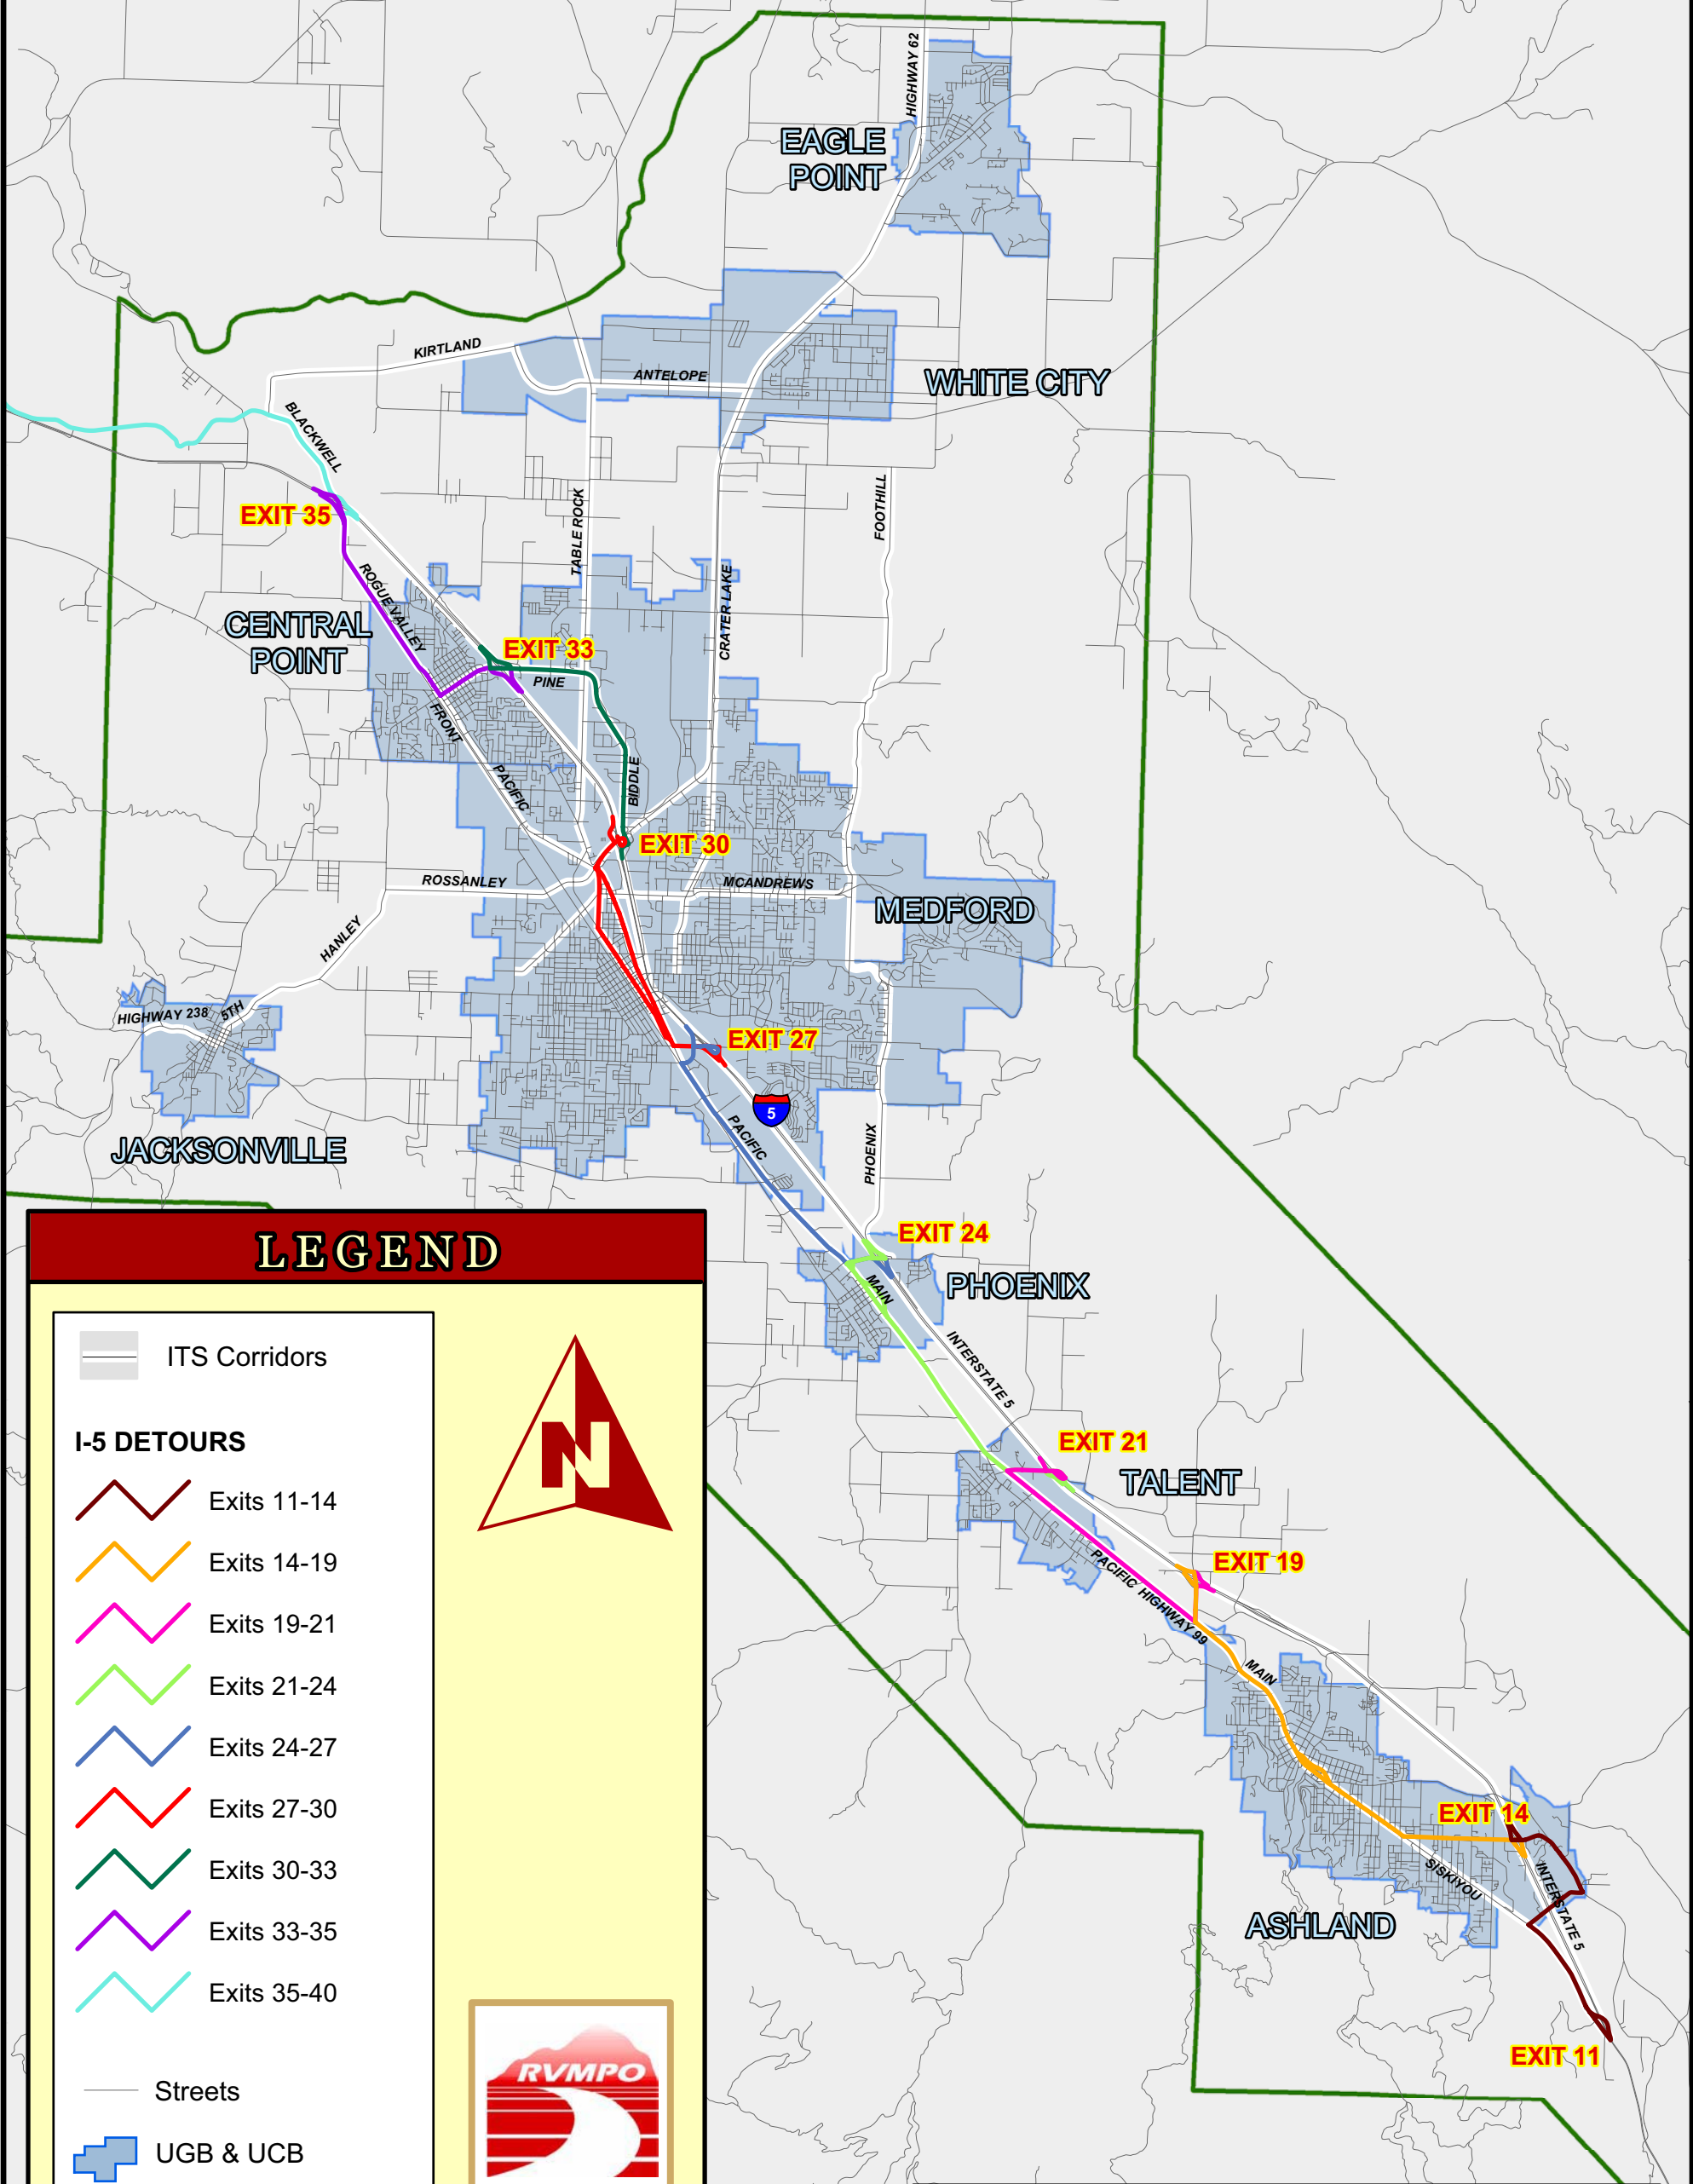 HIGHWAY 62
EAGLE
POINT
KIRTLAND
ANTELOPE
WHITE CITY
BLACKWELL
EXIT 35
TABLE ROCK
FOOTHILL
ROGUE VALLEY
CRATER LAKE
CENTRAL
POINT
EXIT 33
PINE
FRONT
PACIFIC
BIDDLE
EXIT 30
ROSSANLEY
MCANDREWS
MEDFORD
HANLEY
HIGHWAY 238
5TH
EXIT 27
5
PACIFIC
PHOENIX
JACKSONVILLE
EXIT 24
MAIN
PHOENIX
INTERSTATE 5
EXIT 21
TALENT
EXIT 19
PACIFIC HIGHWAY 99
MAIN
EXIT 14
SISKIYOU
INTERSTATE 5
ASHLAND
EXIT 11
LEGEND
ITS Corridors
N
I-5 DETOURS
Exits 11-14
Exits 14-19
Exits 19-21
Exits 21-24
Exits 24-27
Exits 27-30
Exits 30-33
Exits 33-35
Exits 35-40
Streets
UGB & UCB
RVMPO